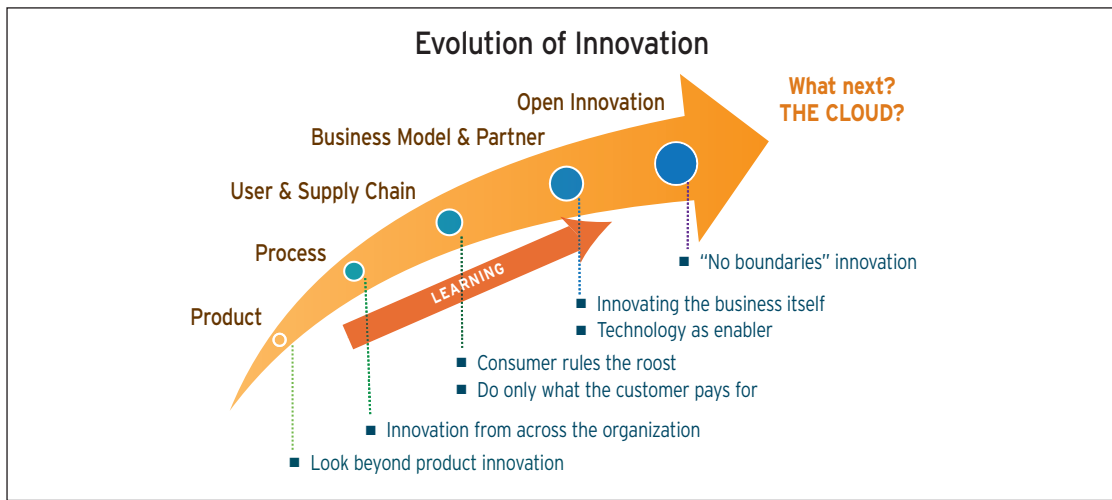 Evolution of Innovation
What next?
THE CLOUD?
Open Innovation
Business Model & Partner
User & Supply Chain
Process
Product
LEARNING
■ “No boundaries” innovation
■ Innovating the business itself
■ Technology as enabler
■ Consumer rules the roost
■ Do only what the customer pays for
■ Innovation from across the organization
■ Look beyond product innovation